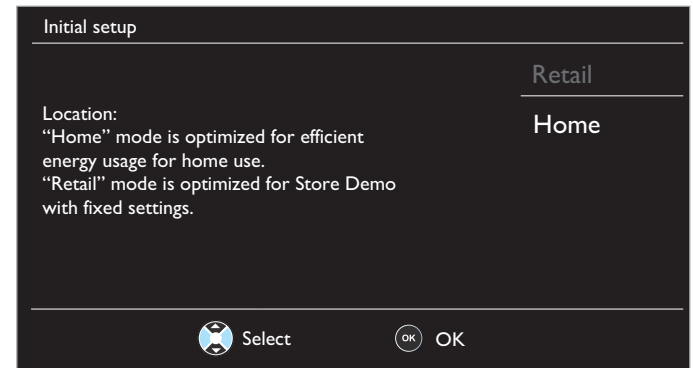 Initial setup
Retail
Home
Location:
“Home” mode is optimized for efficient
energy usage for home use.
“Retail” mode is optimized for Store Demo
with fixed settings.
Select
OK OK